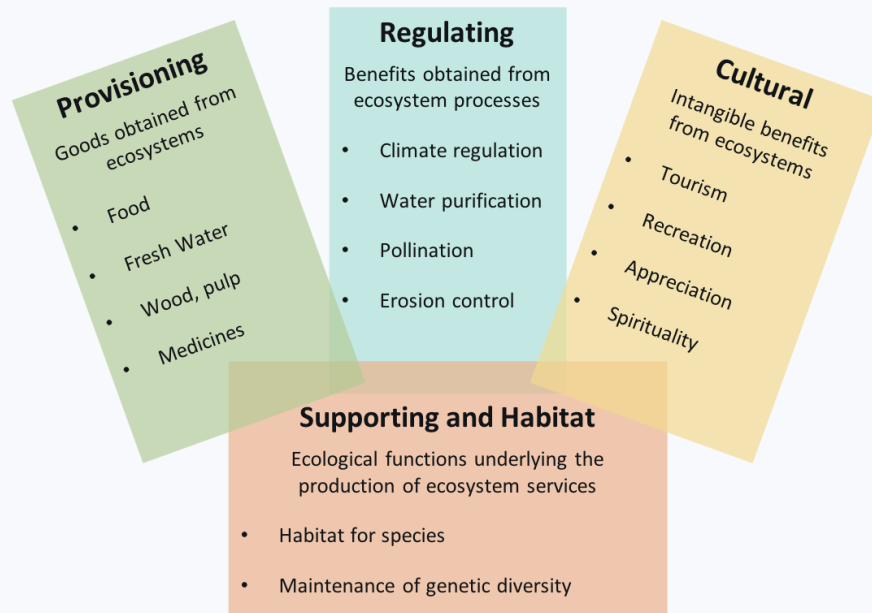 Provisioning
Goods obtained from
ecosystems
• Food
• Fresh Water
• Wood, pulp
• Medicines
Regulating
Benefits obtained from
ecosystem processes
• Climate regulation
• Water purification
• Pollination
• Erosion control
Cultural
Intangible benefits
from ecosystems
• Tourism
• Recreation
• Appreciation
• Spirituality
Supporting and Habitat
Ecological functions underlying the
production of ecosystem services
• Habitat for species
• Maintenance of genetic diversity